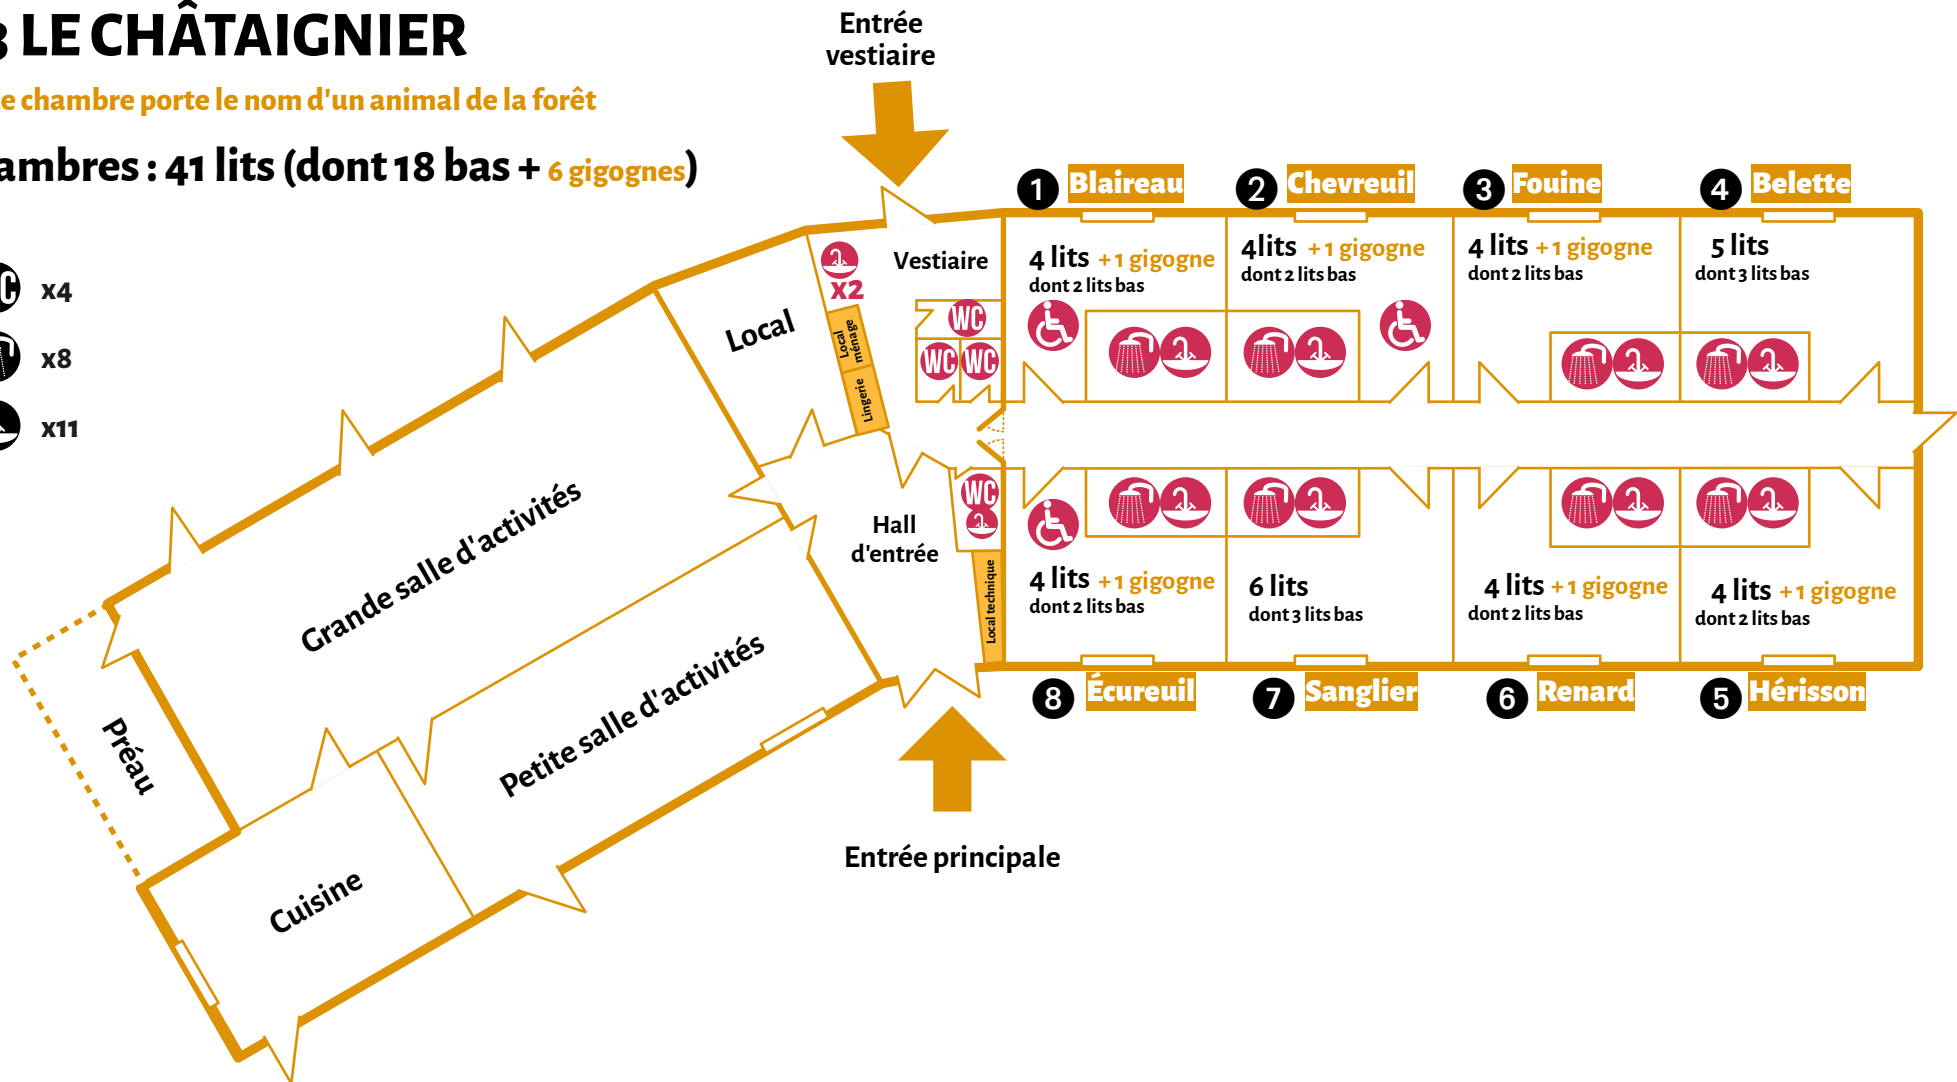 LE CHÂTAIGNIER
chambre porte le nom d'un animal de la forêt
: 41 lits (dont 18 bas + 6 gigognes)
x4
x8
x11
Entrée
vestiaire
1 Blaireau
2 Chevreuil
3 Fouine
4 Belette
4 lits +1 gigogne
dont 2 lits bas
4lits +1 gigogne
dont 2 lits bas
4 lits +1 gigogne
dont 2 lits bas
5 lits
dont 3 lits bas
Vestiaire
x2
Local
Local
ménage
Lingerie
WC
WC WC
WC
Hall
d'entrée
Local technique
Grande salle d'activités
Petite salle d'activités
Préau
Cuisine
4 lits +1 gigogne
dont 2 lits bas
6 lits
dont 3 lits bas
4 lits +1 gigogne
dont 2 lits bas
4 lits +1 gigogne
dont 2 lits bas
8 Écureuil
7 Sanglier
6 Renard
5 Hérisson
Entrée principale